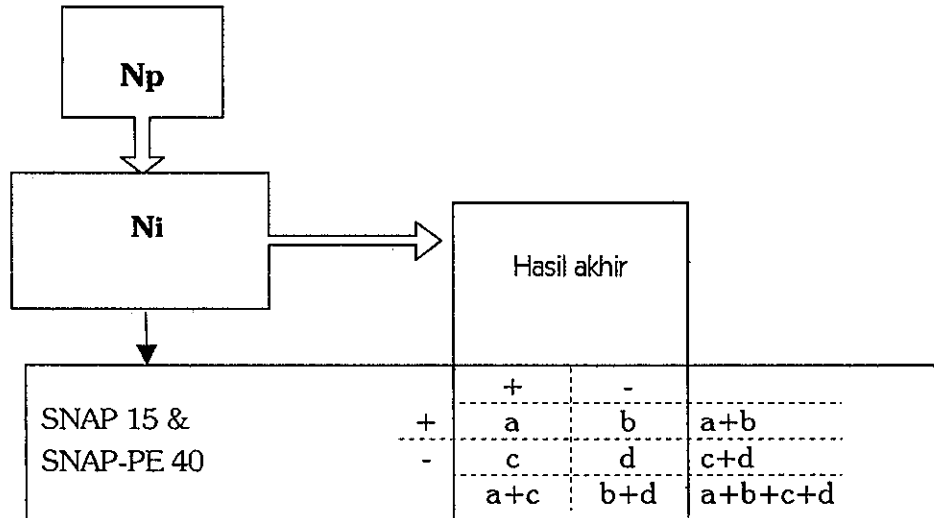 Np
Ni
Hasil akhir
+ -
SNAP 15 & + a b a+b
SNAP-PE 40 - c d c+d
a+c b+d a+b+c+d